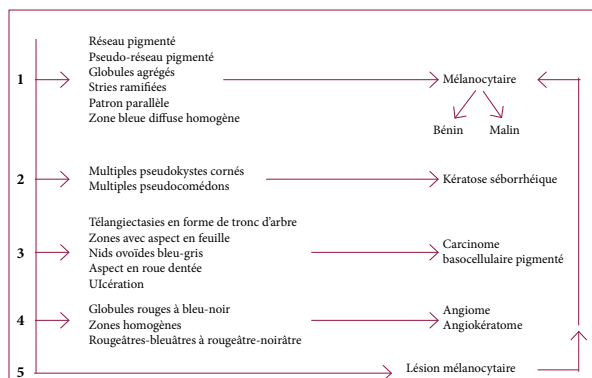 Réseau pigmenté
Pseudo-réseau pigmenté
Globules agrégés
1
Mélanocytaire
Stries ramifiées
Patron parallèle
Zone bleue diffuse homogène
Bénin
Malin
Multiples pseudokystes cornés
2
Kératose séborrhéique
Multiples pseudocomédons
Télangiectasies en forme de tronc d'arbre
Zones avec aspect en feuille
3
Nids ovoïdes bleu-gris
Carcinome
basocellulaire pigmenté
Aspect en roue dentée
UIcération
Globules rouges à bleu-noir
4
Zones homogènes
Angiome
Angiokératome
Rougeâtres-bleuâtres à rougeâtre-noirâtre
5
Lésion mélanocytaire